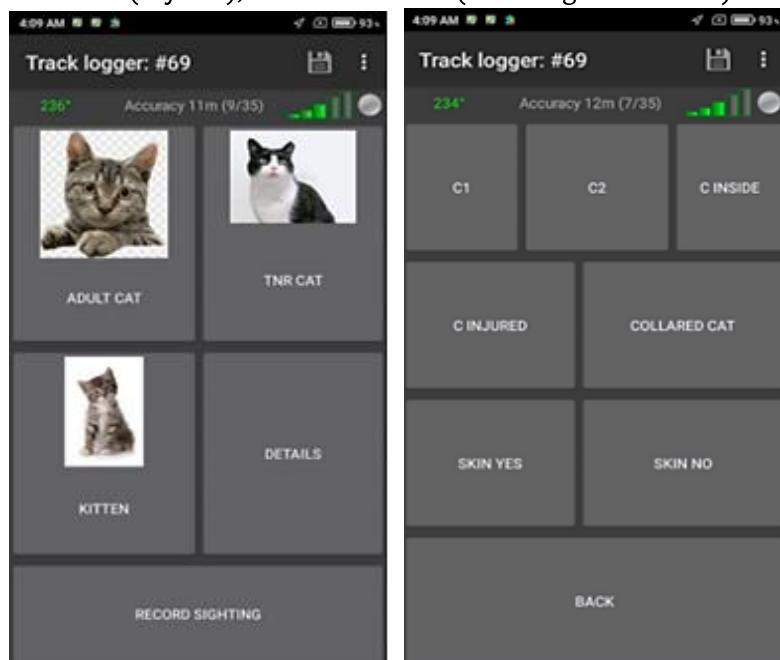 4:09 AM 93%
Track logger: #69
236° Accuracy 11m (9/35)
ADULT CAT
TNR CAT
KITTEN
DETAILS
RECORD SIGHTING
4:09 AM 93%
Track logger: #69
234° Accuracy 12m (7/35)
C1 C2 C INSIDE
C INJURED COLLARED CAT
SKIN YES SKIN NO
BACK